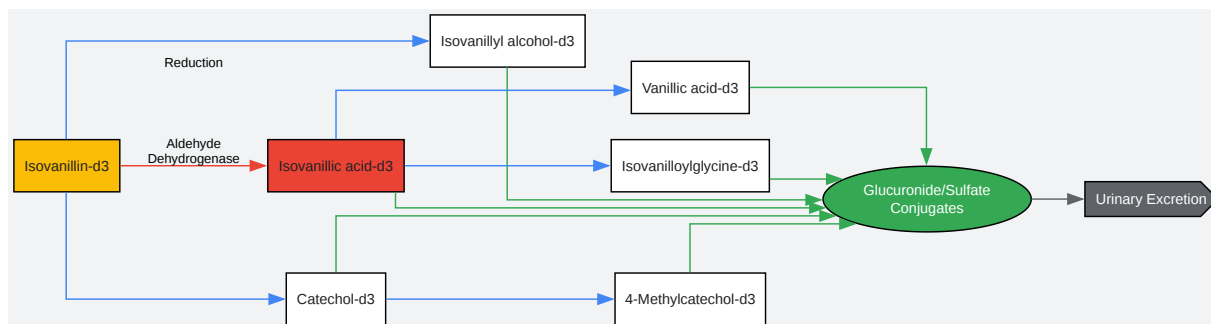 Isovanillyl alcohol-d3
Reduction
Vanillic acid-d3
Aldehyde
Dehydrogenase
Isovanillin-d3
Isovanillic acid-d3
Isovanilloylglycine-d3
Glucuronide/Sulfate
Conjugates
Urinary Excretion
Catechol-d3
4-Methylcatechol-d3